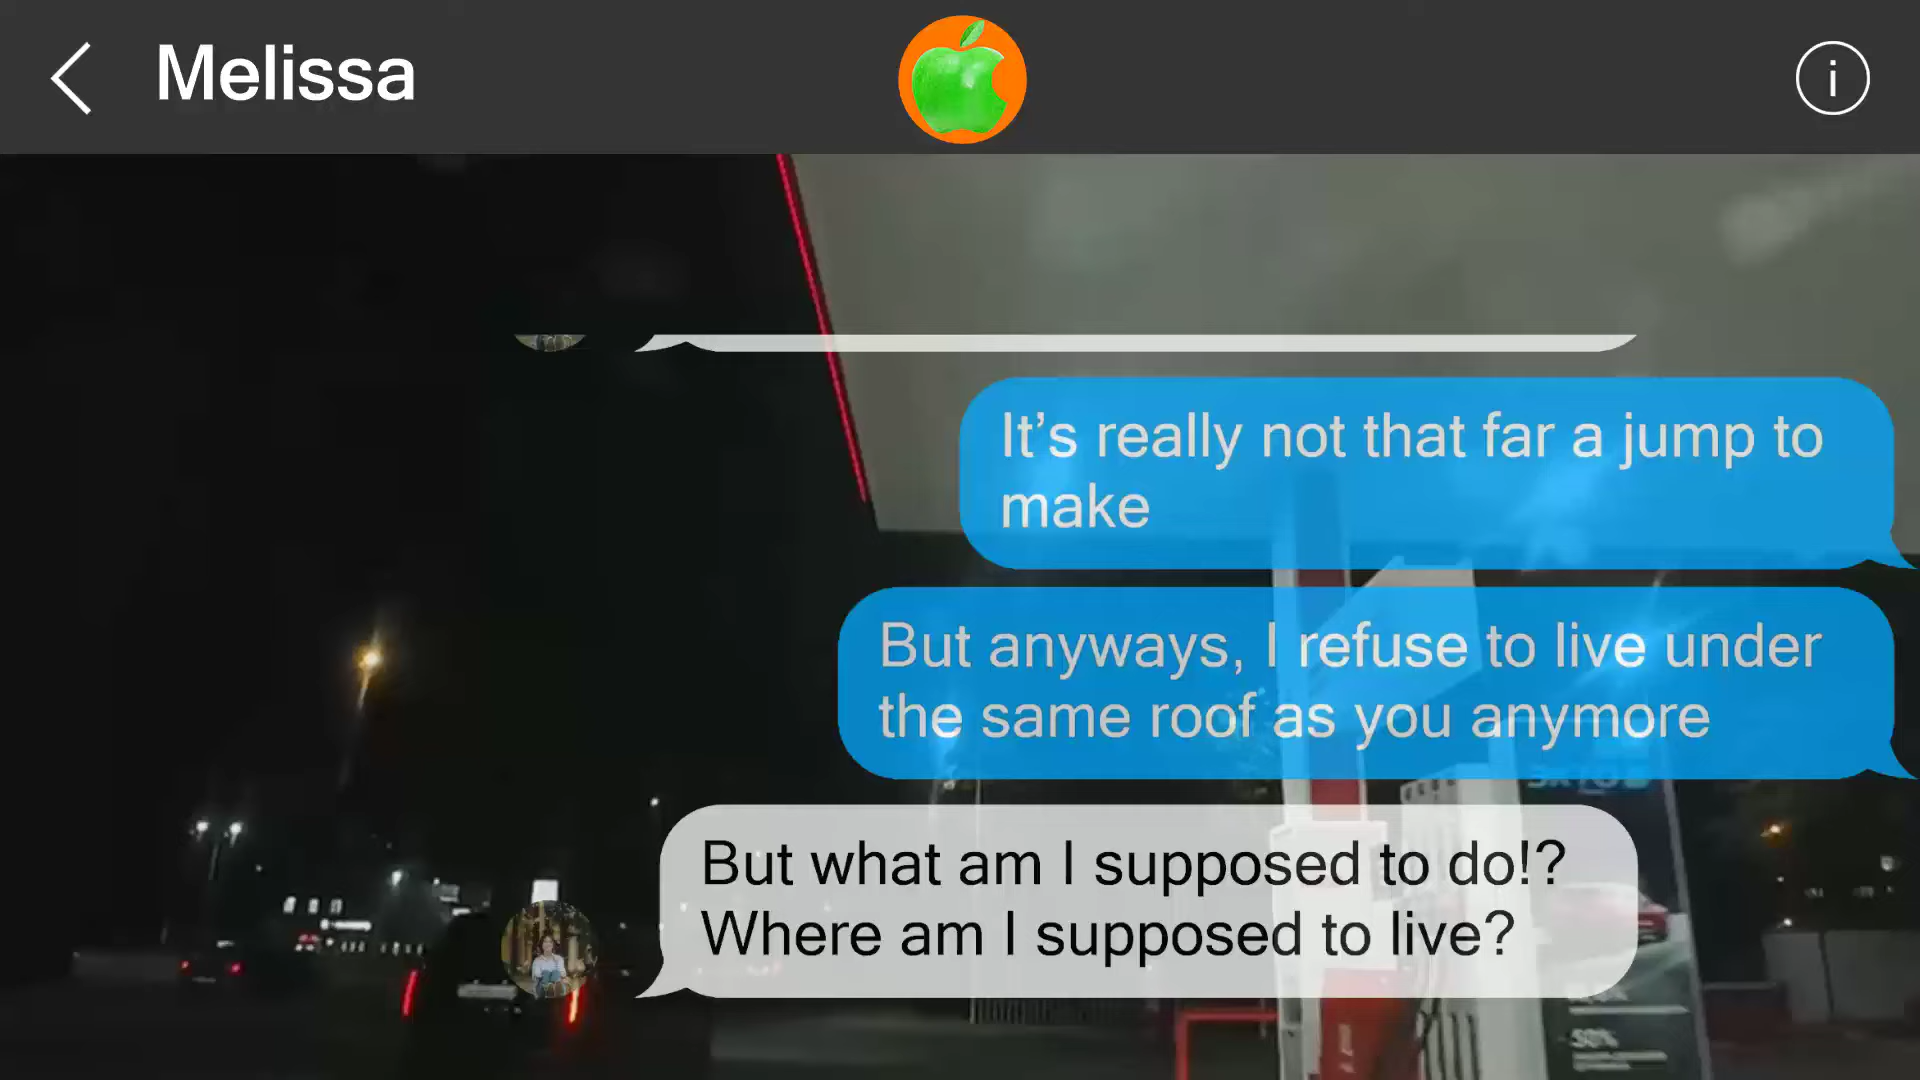 Melissa
i
It's really not that far a jump to
make
But anyways, I refuse to live under
the same roof as you anymore
But what am I supposed to do!?
Where am I supposed to live?